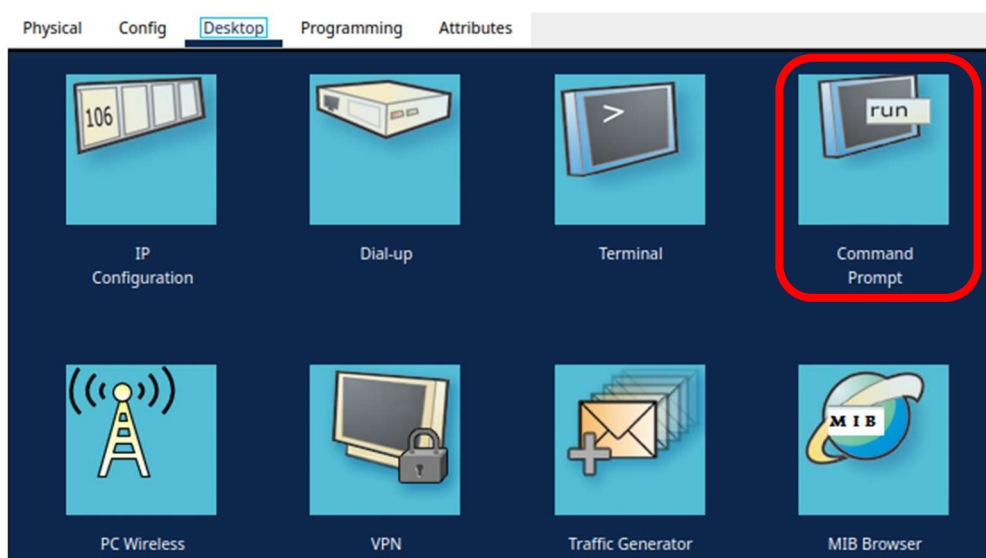 Physical Config Desktop Programming Attributes
106
>
run
IP
Configuration
Dial-up
Terminal
Command
Prompt
MIB
PC Wireless
VPN
Traffic Generator
MIB Browser